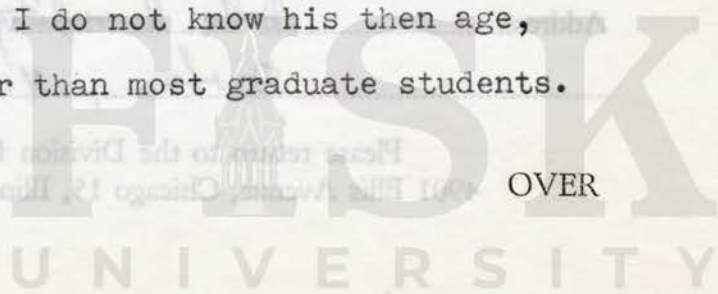 I do not know his then age,
r than most graduate students.
Please return to the Division f
4901 Ellis Avenue, Chicago 15, Illin
OVER
FISK
UNIVERSITY